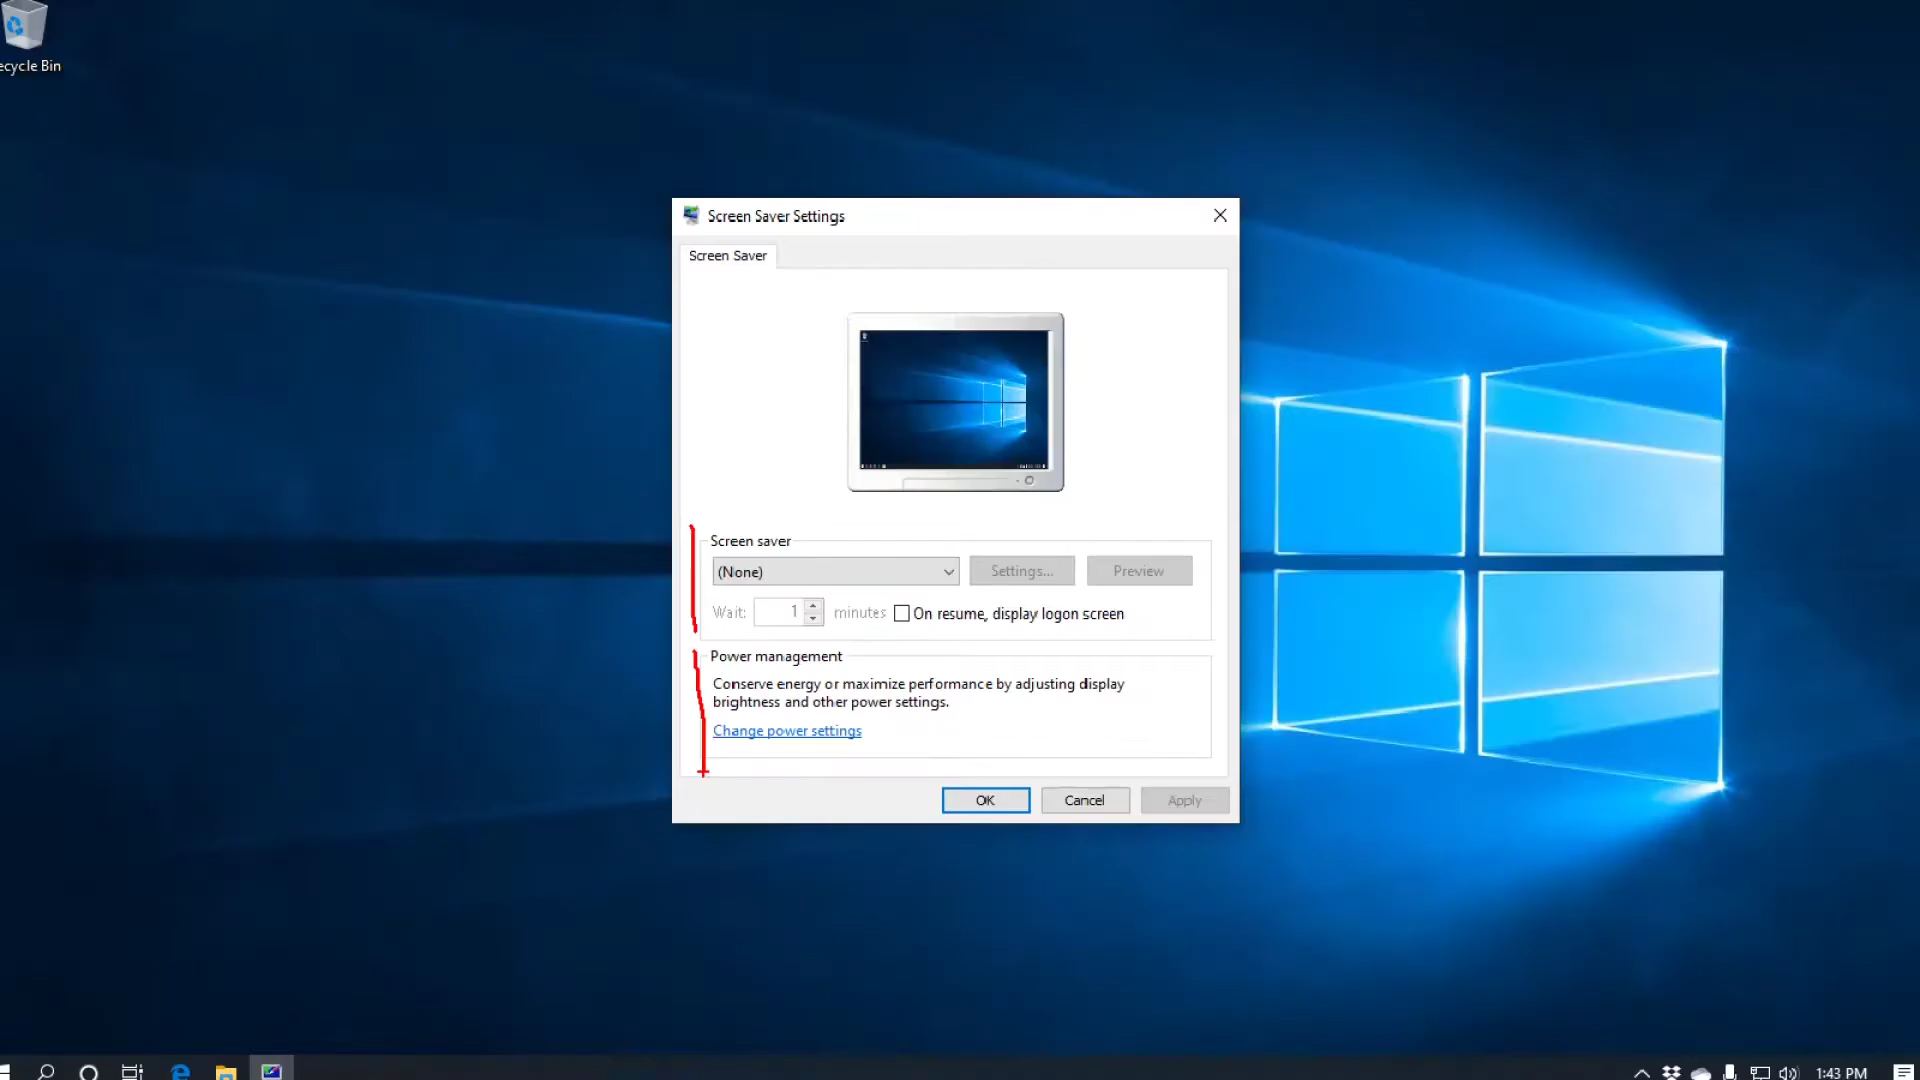 ecycle Bin
Screen Saver Settings
Screen Saver
Screen saver
(None)
Settings...
Preview
Wait: 1 minutes On resume, display logon screen
Power management
Conserve energy or maximize performance by adjusting display
brightness and other power settings.
Change power settings
OK
Cancel
Apply
1:43 PM